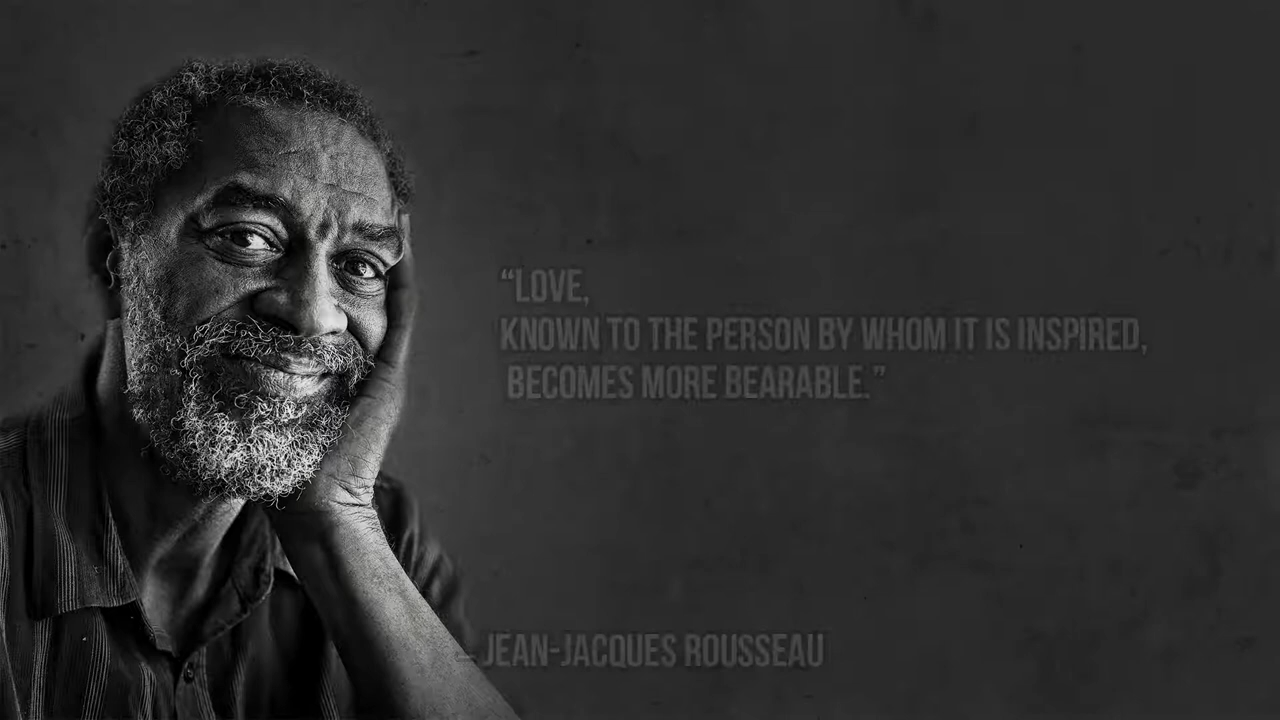 “LOVE,
KNOWN TO THE PERSON BY WHOM IT IS INSPIRED,
BECOMES MORE BEARABLE.”
– JEAN-JACQUES ROUSSEAU